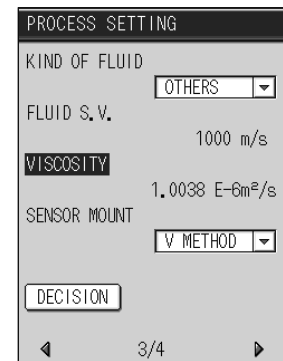 PROCESS SETTING
KIND OF FLUID
OTHERS
FLUID S.V.
1000 m/s
VISCOSITY
1.0038 E-6m²/s
SENSOR MOUNT
V METHOD
DECISION
3/4